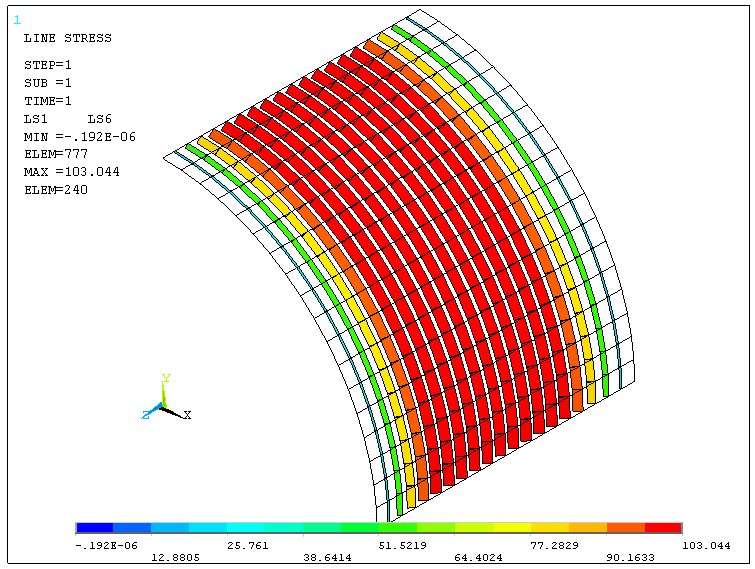 1
LINE STRESS
STEP=1
SUB =1
TIME=1
LS1 LS6
MIN =-.192E-06
ELEM=777
MAX =103.044
ELEM=240
Y
Z X
-.192E-06 25.761 51.5219 77.2829 103.044
12.8805 38.6414 64.4024 90.1633